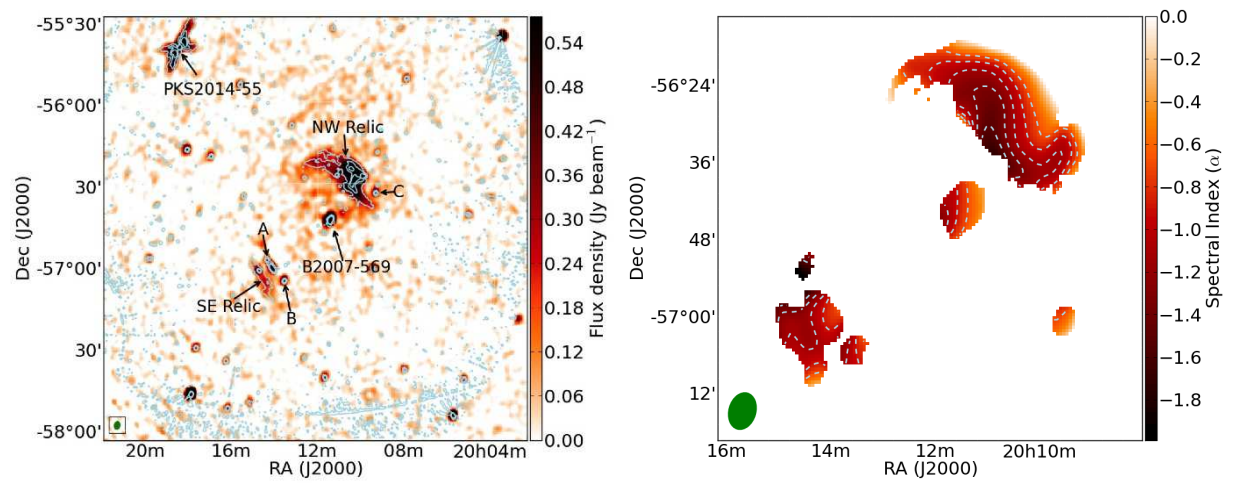 -55°30'
-56°00'
30'
-57°00'
30'
-58°00'
Dec (J2000)
PKS2014-55
NW Relic
C
A
B2007-569
SE Relic
B
20m
16m
12m
08m
20h04m
RA (J2000)
0.54
0.48
0.42
0.36
0.30
0.24
0.18
0.12
0.06
0.00
Flux density (Jy beam⁻¹)
-56°24'
36'
48'
-57°00'
12'
Dec (J2000)
16m
14m
12m
20h10m
RA (J2000)
0.0
−0.2
−0.4
−0.6
−0.8
−1.0
−1.2
−1.4
−1.6
−1.8
Spectral Index (α)